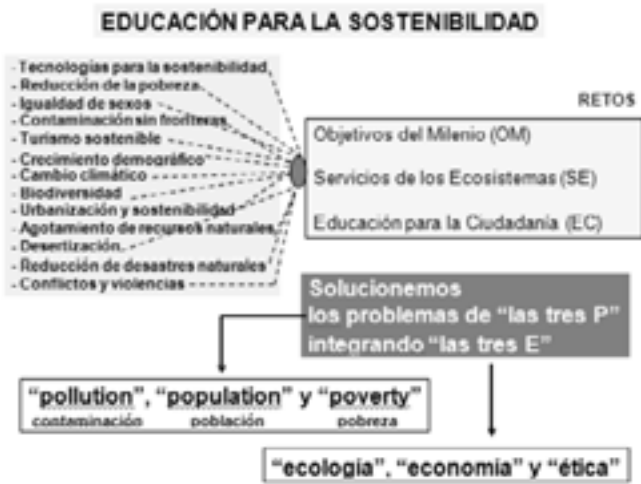 EDUCACIÓN PARA LA SOSTENIBILIDAD
- Tecnologías para la sostenibilidad
- Reducción de la pobreza
- Igualdad de sexos
- Contaminación sin fronteras
- Turismo sostenible
- Crecimiento demográfico
- Cambio climático
- Biodiversidad
- Urbanización y sostenibilidad
- Agotamiento de recursos naturales
- Desertización
- Reducción de desastres naturales
- Conflictos y violencias
RETOS
Objetivos del Milenio (OM)
Servicios de los Ecosistemas (SE)
Educación para la Ciudadanía (EC)
Solucionemos
los problemas de “las tres P”
integrando “las tres E”
“pollution”, “population” y “poverty”
contaminación población pobreza
“ecología”, “economía” y “ética”